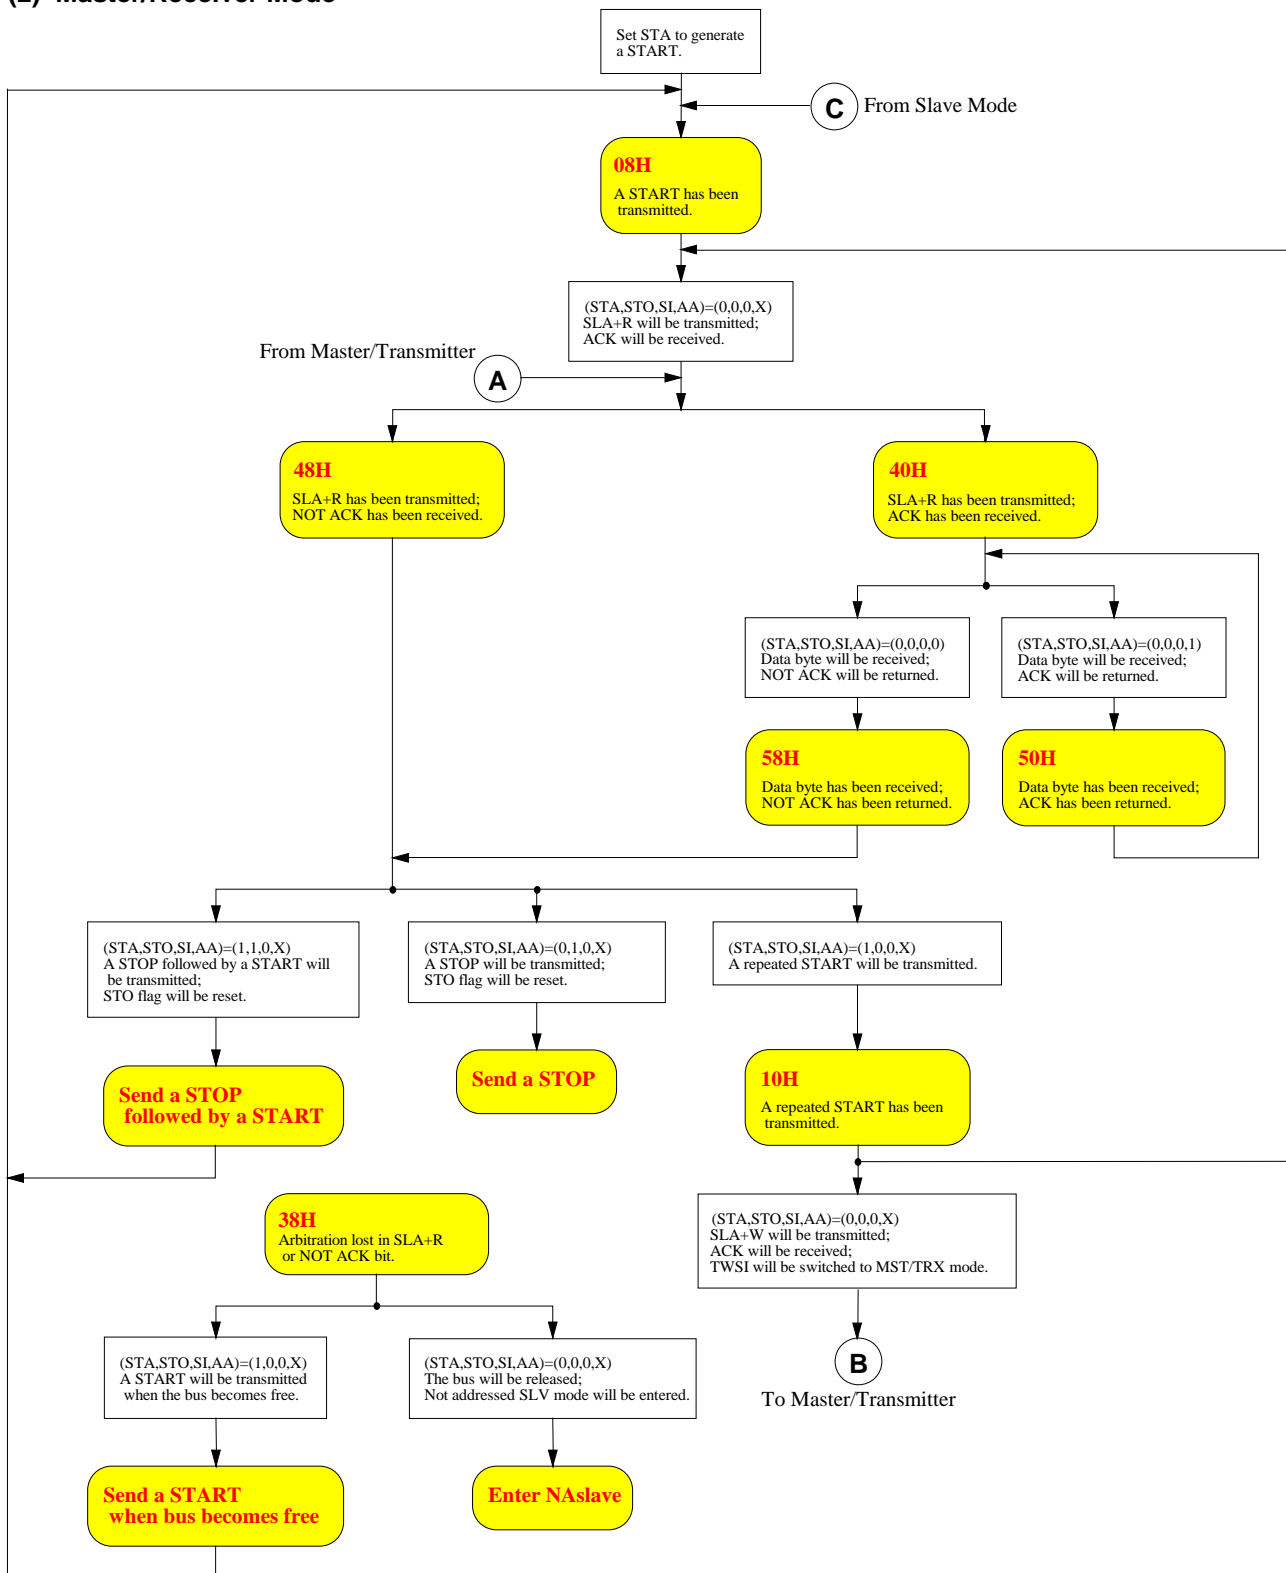 (2) Master/Receiver Mode
Set STA to generate
a START.
C
From Slave Mode
08H
A START has been
transmitted.
(STA,STO,SI,AA)=(0,0,0,X)
SLA+R will be transmitted;
ACK will be received.
From Master/Transmitter
A
48H
SLA+R has been transmitted;
NOT ACK has been received.
40H
SLA+R has been transmitted;
ACK has been received.
(STA,STO,SI,AA)=(0,0,0,0)
Data byte will be received;
NOT ACK will be returned.
(STA,STO,SI,AA)=(0,0,0,1)
Data byte will be received;
ACK will be returned.
58H
Data byte has been received;
NOT ACK has been returned.
50H
Data byte has been received;
ACK has been returned.
(STA,STO,SI,AA)=(1,1,0,X)
A STOP followed by a START will
be transmitted;
STO flag will be reset.
(STA,STO,SI,AA)=(0,1,0,X)
A STOP will be transmitted;
STO flag will be reset.
(STA,STO,SI,AA)=(1,0,0,X)
A repeated START will be transmitted.
Send a STOP
followed by a START
Send a STOP
10H
A repeated START has been
transmitted.
38H
Arbitration lost in SLA+R
or NOT ACK bit.
(STA,STO,SI,AA)=(0,0,0,X)
SLA+W will be transmitted;
ACK will be received;
TWSI will be switched to MST/TRX mode.
(STA,STO,SI,AA)=(1,0,0,X)
A START will be transmitted
when the bus becomes free.
(STA,STO,SI,AA)=(0,0,0,X)
The bus will be released;
Not addressed SLV mode will be entered.
B
To Master/Transmitter
Send a START
when bus becomes free
Enter NAslave